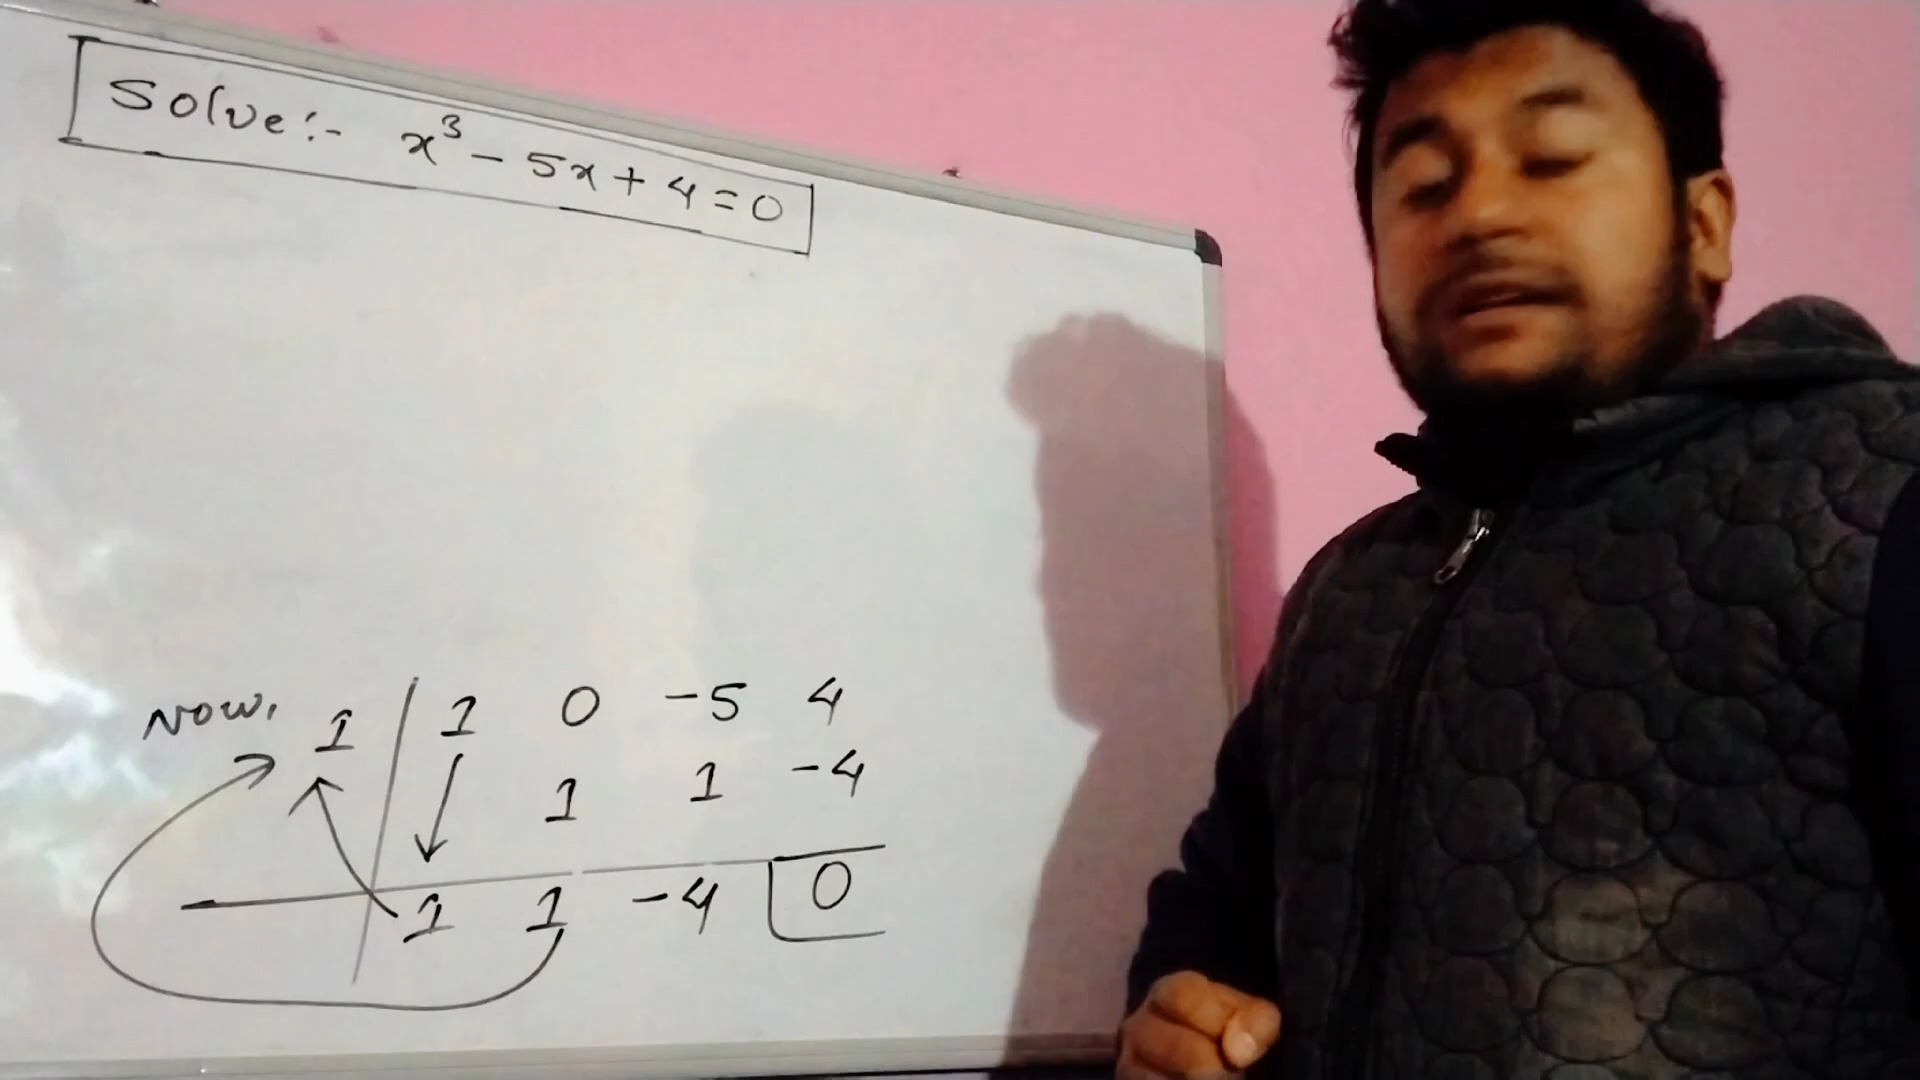 Solve:- x³ - 5x + 4 = 0
Now, 1 | 1 0 -5 4
1 1 -4
1 1 -4 0